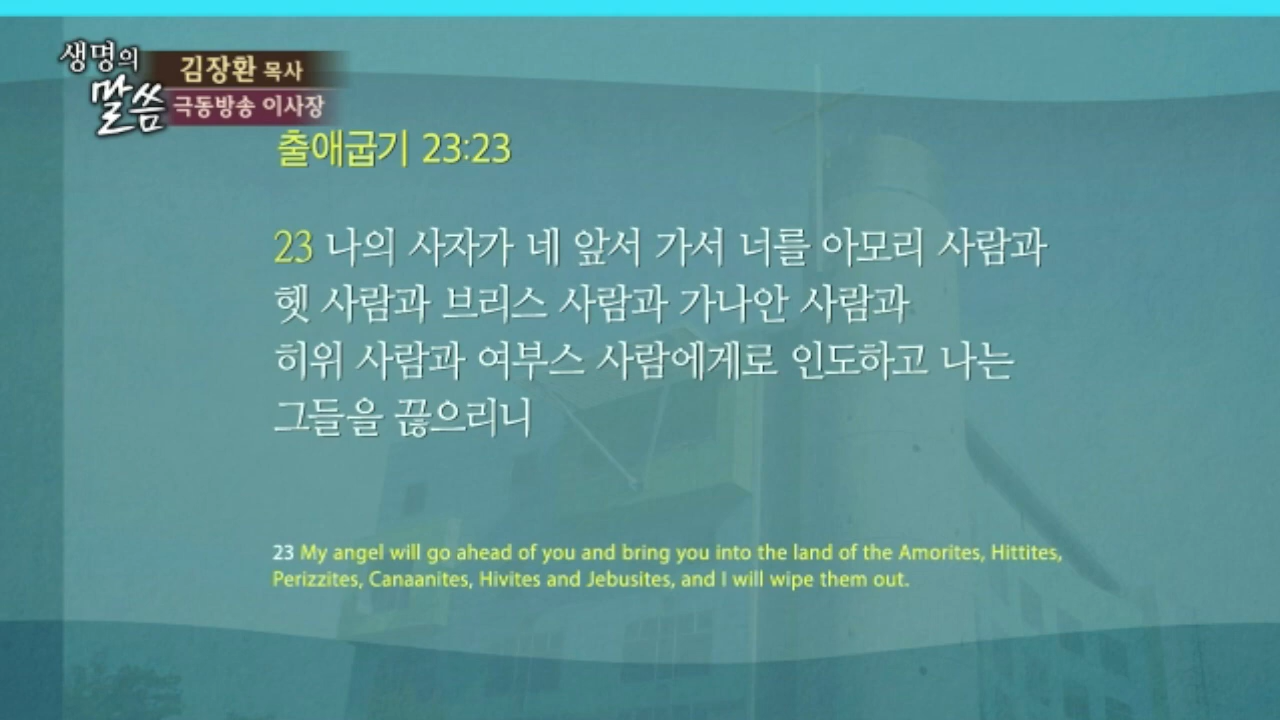 생명의
말씀
김장환 목사
극동방송 이사장
출애굽기 23:23
23 나의 사자가 네 앞서 가서 너를 아모리 사람과
헷 사람과 브리스 사람과 가나안 사람과
히위 사람과 여부스 사람에게로 인도하고 나는
그들을 끊으리니
23 My angel will go ahead of you and bring you into the land of the Amorites, Hittites,
Perizzites, Canaanites, Hivites and Jebusites, and I will wipe them out.